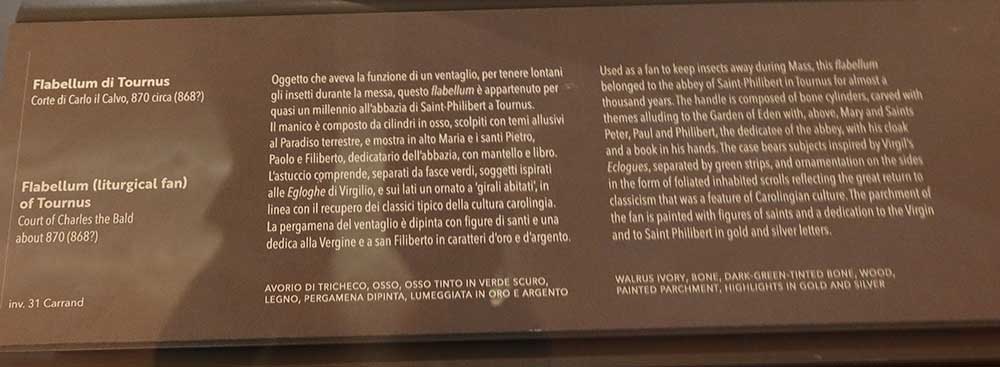 Flabellum di Tournus
Corte di Carlo il Calvo, 870 circa (868?)
Flabellum (liturgical fan)
of Tournus
Court of Charles the Bald
about 870 (868?)
inv. 31 Carrand
Oggetto che aveva la funzione di un ventaglio, per tenere lontani
gli insetti durante la messa, questo flabellum è appartenuto per
quasi un millennio all'abbazia di Saint-Philibert a Tournus.
Il manico è composto da cilindri in osso, scolpiti con temi allusivi
al Paradiso terrestre, e mostra in alto Maria e i santi Pietro,
Paolo e Filiberto, dedicatario dell'abbazia, con mantello e libro.
L'astuccio comprende, separati da fasce verdi, soggetti ispirati
alle Egloghe di Virgilio, e sui lati un ornato a 'girali abitati', in
linea con il recupero dei classici tipico della cultura carolingia.
La pergamena del ventaglio è dipinta con figure di santi e una
dedica alla Vergine e a san Filiberto in caratteri d'oro e d'argento.
AVORIO DI TRICHECO, OSSO, OSSO TINTO IN VERDE SCURO,
LEGNO, PERGAMENA DIPINTA, LUMEGGIATA IN ORO E ARGENTO
Used as a fan to keep insects away during Mass, this flabellum
belonged to the abbey of Saint Philibert in Tournus for almost a
thousand years. The handle is composed of bone cylinders, carved with
themes alluding to the Garden of Eden with, above, Mary and Saints
Peter, Paul and Philibert, the dedicatee of the abbey, with his cloak
and a book in his hands. The case bears subjects inspired by Virgil's
Eclogues, separated by green strips, and ornamentation on the sides
in the form of foliated inhabited scrolls reflecting the great return to
classicism that was a feature of Carolingian culture. The parchment of
the fan is painted with figures of saints and a dedication to the Virgin
and to Saint Philibert in gold and silver letters.
WALRUS IVORY, BONE, DARK-GREEN-TINTED BONE, WOOD,
PAINTED PARCHMENT, HIGHLIGHTS IN GOLD AND SILVER